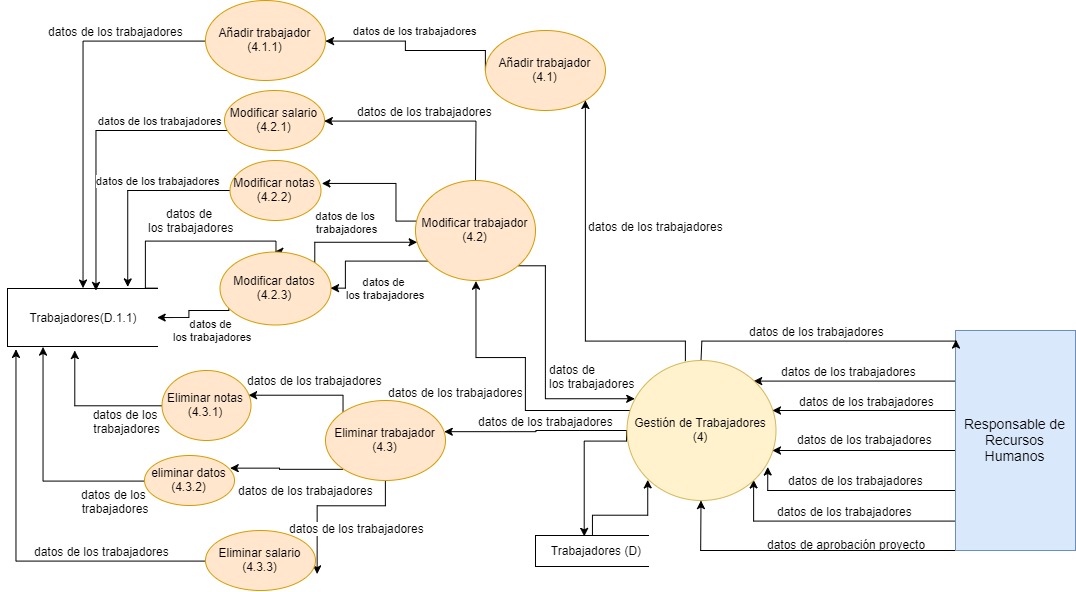 datos de los trabajadores
Añadir trabajador
(4.1.1)
datos de los trabajadores
Añadir trabajador
(4.1)
datos de los trabajadores
Modificar salario
(4.2.1)
datos de los trabajadores
datos de los trabajadores
Modificar notas
(4.2.2)
datos de
los trabajadores
datos de los
trabajadores
Modificar trabajador
(4.2)
datos de los trabajadores
Modificar datos
(4.2.3)
datos de
los trabajadores
Trabajadores(D.1.1)
datos de
los trabajadores
datos de los trabajadores
datos de
los trabajadores
datos de los trabajadores
Eliminar notas
(4.3.1)
datos de los trabajadores
datos de los trabajadores
datos de los trabajadores
datos de los
trabajadores
Eliminar trabajador
(4.3)
datos de los trabajadores
Gestión de Trabajadores
(4)
Responsable de
Recursos
Humanos
datos de los trabajadores
eliminar datos
(4.3.2)
datos de los trabajadores
datos de los
trabajadores
datos de los trabajadores
datos de los trabajadores
datos de los trabajadores
datos de los trabajadores
Eliminar salario
(4.3.3)
Trabajadores (D)
datos de aprobación proyecto